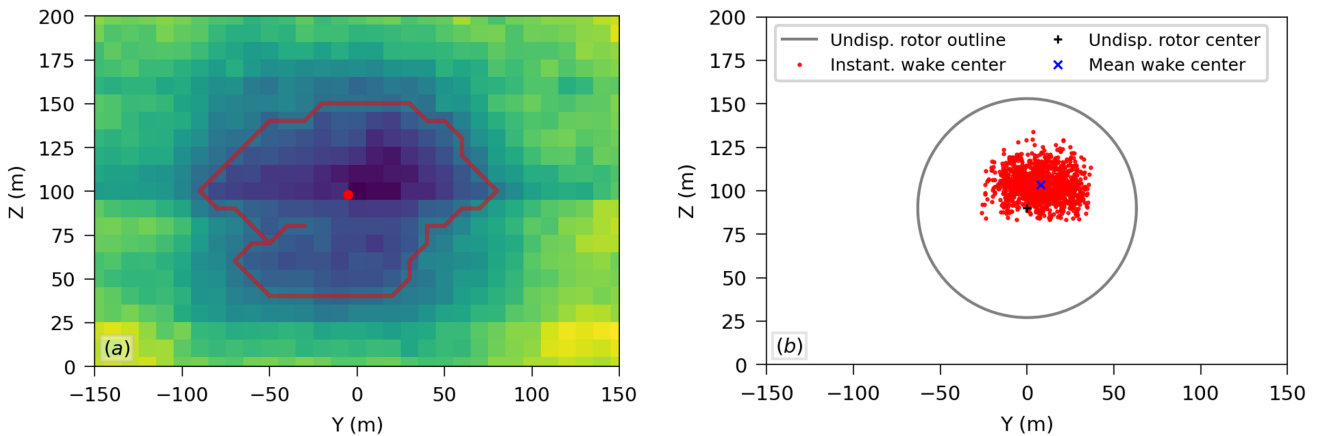 200
175
150
125
100
75
50
25
0
Z (m)
(a)
−150 −100 −50 0 50 100 150
Y (m)
200
175
150
125
100
75
50
25
0
Z (m)
Undisp. rotor outline
Instant. wake center
Undisp. rotor center
Mean wake center
(b)
−150 −100 −50 0 50 100 150
Y (m)